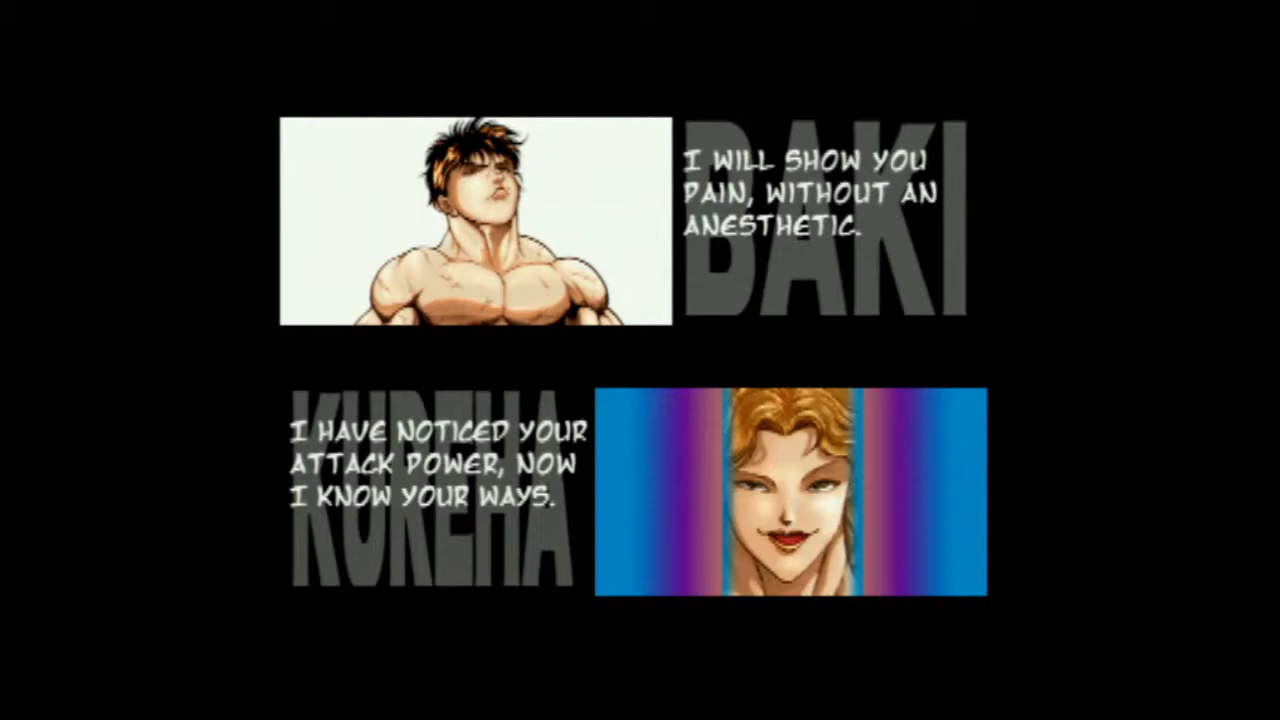 BAKI
I WILL SHOW YOU
PAIN, WITHOUT AN
ANESTHETIC.
KUREHA
I HAVE NOTICED YOUR
ATTACK POWER, NOW
I KNOW YOUR WAYS.